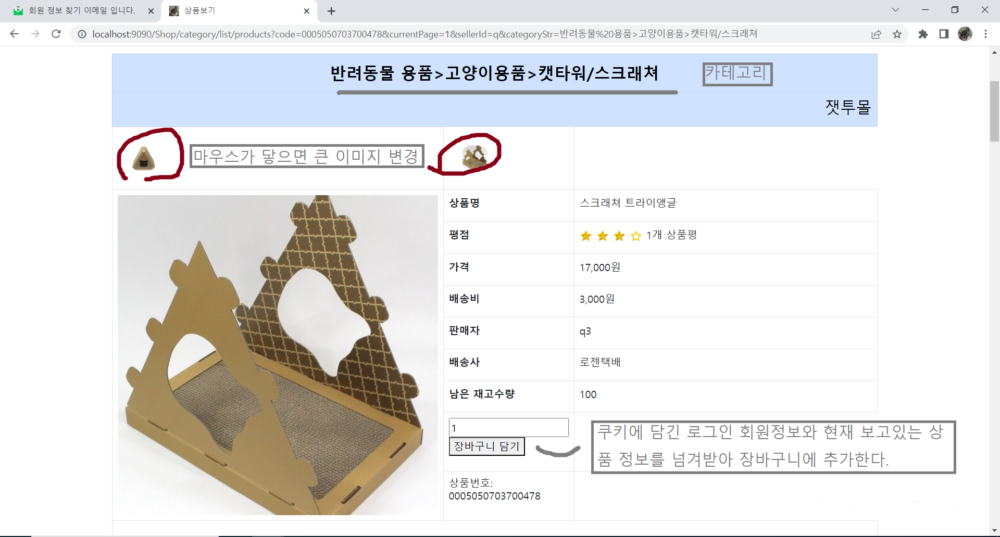 회원 정보 찾기 이메일 입니다.
상품보기
localhost:9090/Shop/category/list/products?code=0005050703700478&currentPage=1&sellerId=q&categoryStr=반려동물%20용품>고양이용품>캣타워/스크래쳐
반려동물 용품>고양이용품>캣타워/스크래쳐
카테고리
잿투몰
마우스가 닿으면 큰 이미지 변경
상품명 스크래쳐 트라이앵글
평점 1개 상품평
가격 17,000원
배송비 3,000원
판매자 q3
배송사 로젠택배
남은 재고수량 100
1
장바구니 담기
쿠키에 담긴 로그인 회원정보와 현재 보고있는 상
품 정보를 넘겨받아 장바구니에 추가한다.
상품번호:
0005050703700478